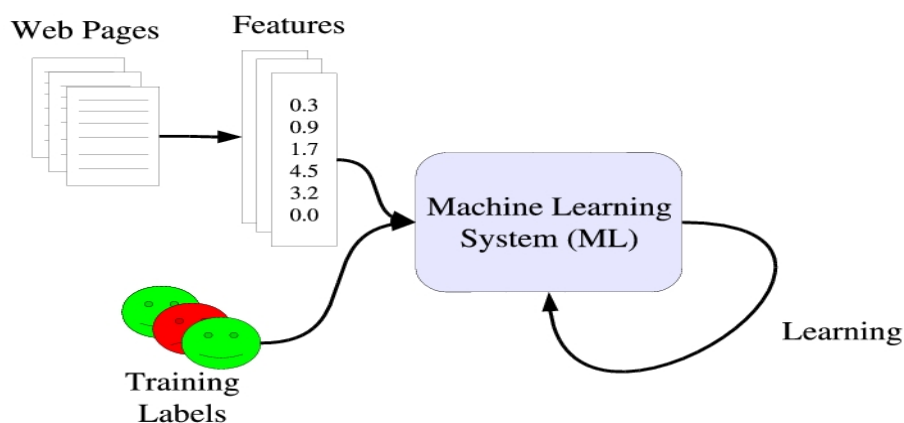 Web Pages
Features
0.3
0.9
1.7
4.5
3.2
0.0
Machine Learning
System (ML)
Learning
Training
Labels